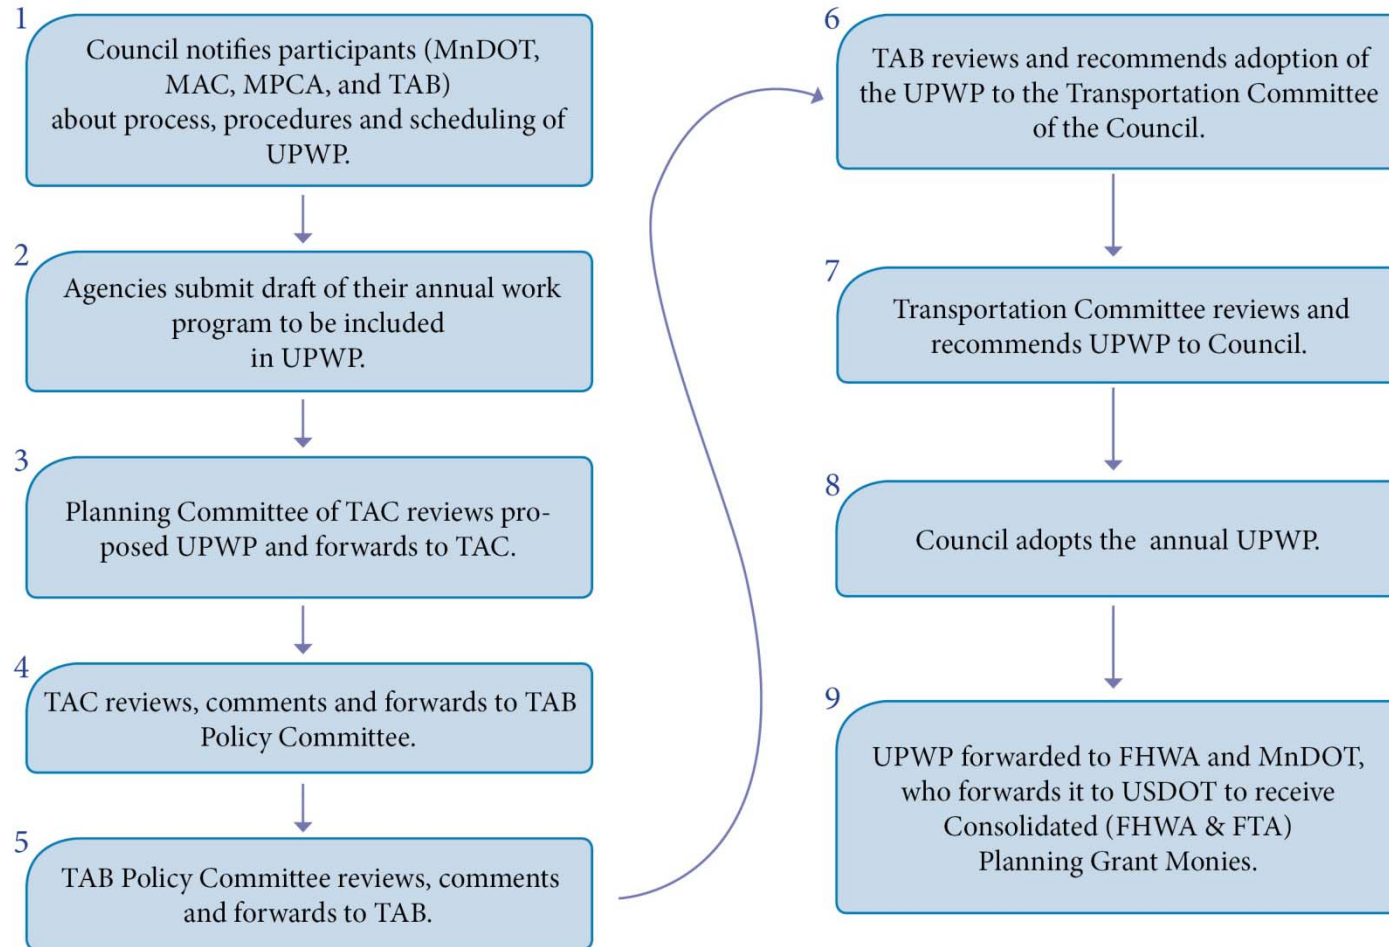 1
Council notifies participants (MnDOT,
MAC, MPCA, and TAB)
about process, procedures and scheduling of
UPWP.
2
Agencies submit draft of their annual work
program to be included
in UPWP.
3
Planning Committee of TAC reviews pro-
posed UPWP and forwards to TAC.
4
TAC reviews, comments and forwards to TAB
Policy Committee.
5
TAB Policy Committee reviews, comments
and forwards to TAB.
6
TAB reviews and recommends adoption of
the UPWP to the Transportation Committee
of the Council.
7
Transportation Committee reviews and
recommends UPWP to Council.
8
Council adopts the annual UPWP.
9
UPWP forwarded to FHWA and MnDOT,
who forwards it to USDOT to receive
Consolidated (FHWA & FTA)
Planning Grant Monies.